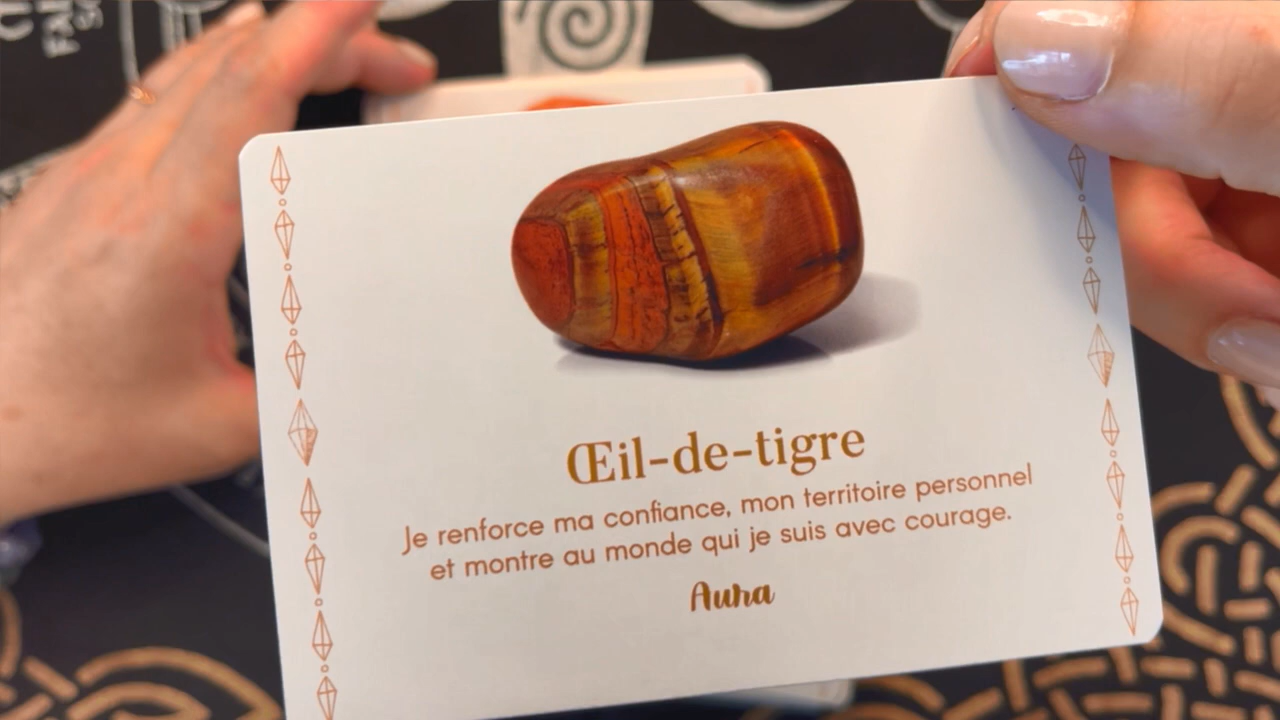 Œil-de-tigre
Je renforce ma confiance, mon territoire personnel
et montre au monde qui je suis avec courage.
Aura